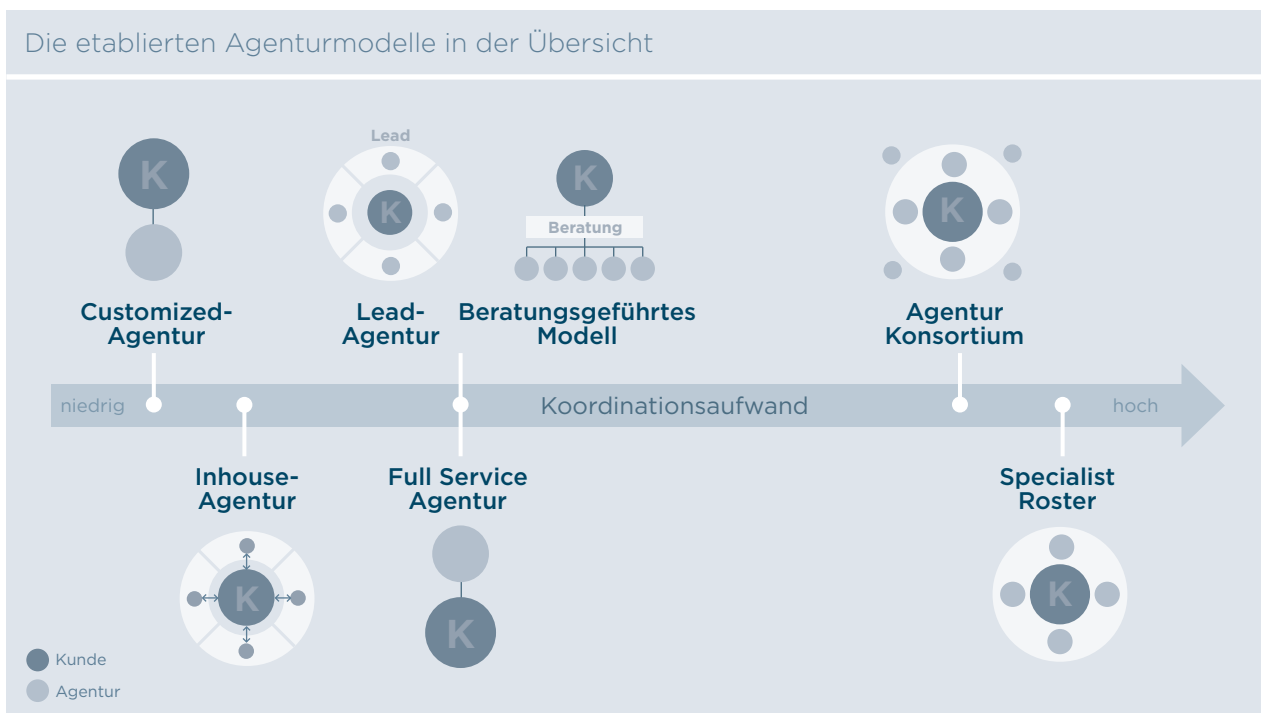 Die etablierten Agenturmodelle in der Übersicht
K
Lead
K
K
Beratung
K
Customized-
Agentur
Lead-
Agentur
Beratungsgeführtes
Modell
Agentur
Konsortium
niedrig
Koordinationsaufwand
hoch
Inhouse-
Agentur
Full Service
Agentur
Specialist
Roster
K
K
K
Kunde
Agentur